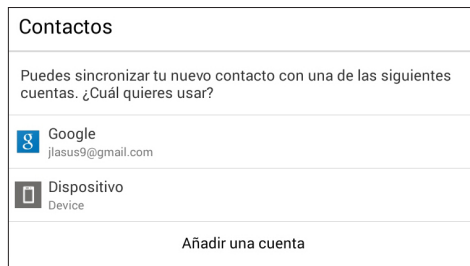 Contactos
Puedes sincronizar tu nuevo contacto con una de las siguientes
cuentas. ¿Cuál quieres usar?
8 Google
jlasus9@gmail.com
Dispositivo
Device
Añadir una cuenta